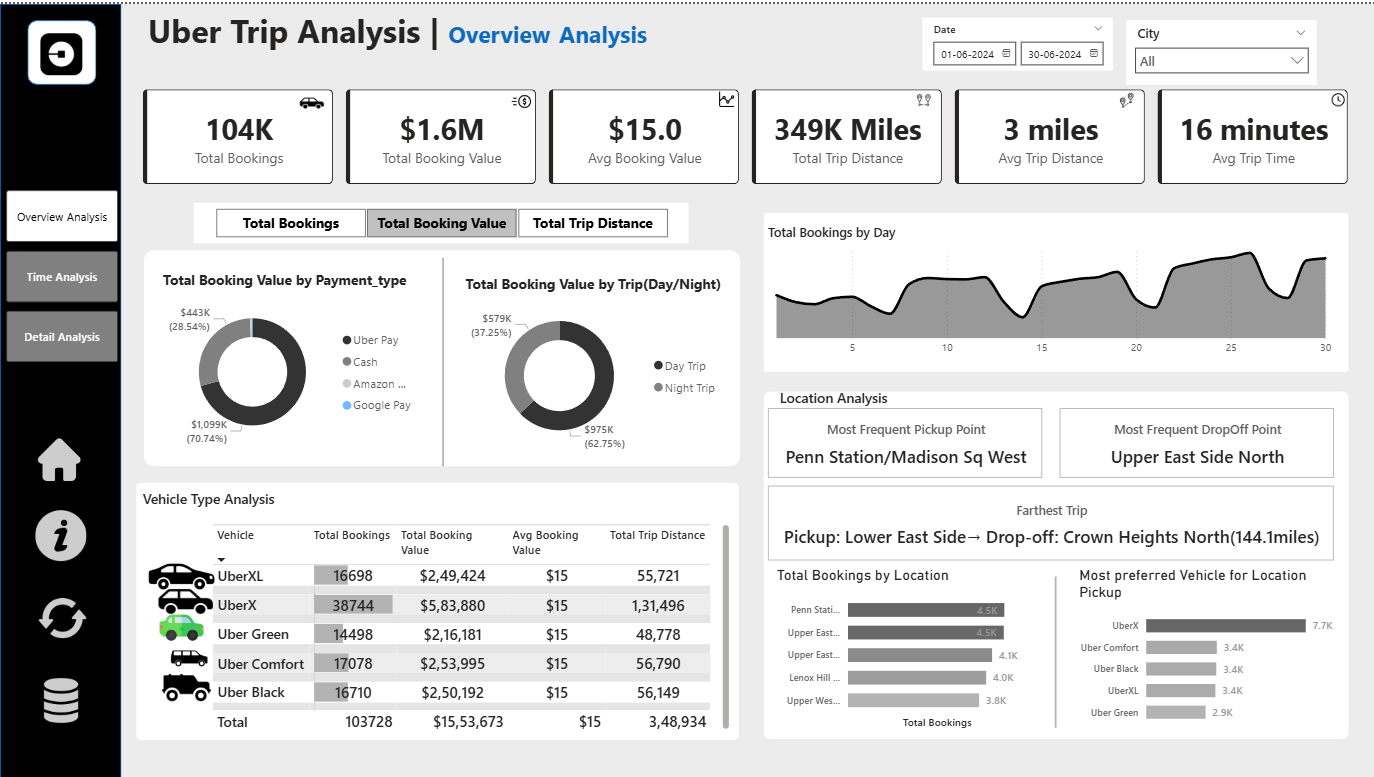 Uber Trip Analysis | Overview Analysis
Date
01-06-2024 30-06-2024
City
All
104K
Total Bookings
$1.6M
Total Booking Value
$15.0
Avg Booking Value
349K Miles
Total Trip Distance
3 miles
Avg Trip Distance
16 minutes
Avg Trip Time
Overview Analysis
Time Analysis
Detail Analysis
Total Bookings Total Booking Value Total Trip Distance
Total Booking Value by Payment_type
$443K
(28.54%)
$1,099K
(70.74%)
Uber Pay
Cash
Amazon ...
Google Pay
Total Booking Value by Trip(Day/Night)
$579K
(37.25%)
$975K
(62.75%)
Day Trip
Night Trip
Total Bookings by Day
5 10 15 20 25 30
Vehicle Type Analysis
Vehicle Total Bookings Total Booking Value Avg Booking Value Total Trip Distance
UberXL 16698 $2,49,424 $15 55,721
UberX 38744 $5,83,880 $15 1,31,496
Uber Green 14498 $2,16,181 $15 48,778
Uber Comfort 17078 $2,53,995 $15 56,790
Uber Black 16710 $2,50,192 $15 56,149
Total 103728 $15,53,673 $15 3,48,934
Location Analysis
Most Frequent Pickup Point
Penn Station/Madison Sq West
Most Frequent DropOff Point
Upper East Side North
Farthest Trip
Pickup: Lower East Side→ Drop-off: Crown Heights North(144.1miles)
Total Bookings by Location
Penn Stati... 4.5K
Upper East... 4.5K
Upper East... 4.1K
Lenox Hill ... 4.0K
Upper Wes... 3.8K
Total Bookings
Most preferred Vehicle for Location
Pickup
UberX 7.7K
Uber Comfort 3.4K
Uber Black 3.4K
UberXL 3.4K
Uber Green 2.9K